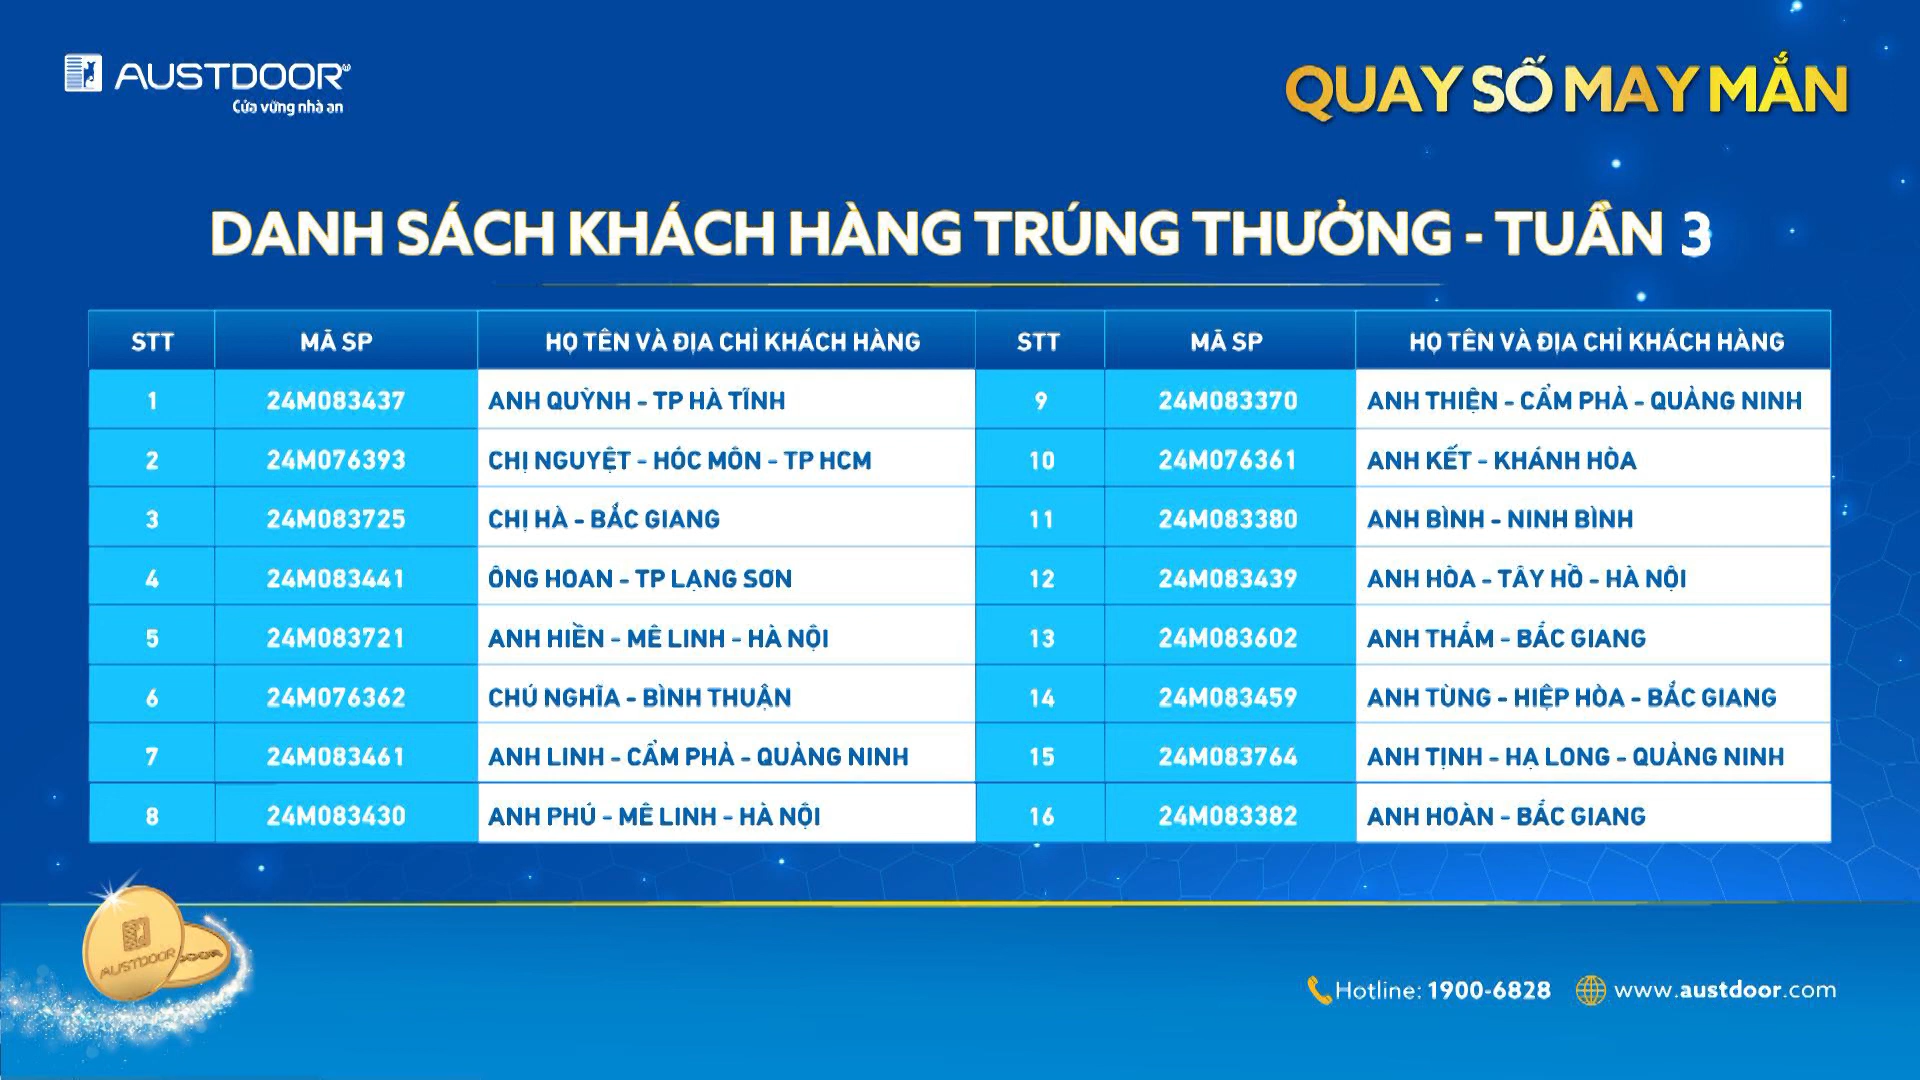 AUSTDOOR®
Cửa vững nhà an
QUAY SỐ MAY MẮN
DANH SÁCH KHÁCH HÀNG TRÚNG THƯỞNG - TUẦN 3
STT MÃ SP HỌ TÊN VÀ ĐỊA CHỈ KHÁCH HÀNG STT MÃ SP HỌ TÊN VÀ ĐỊA CHỈ KHÁCH HÀNG
1 24M083437 ANH QUỲNH - TP HÀ TĨNH 9 24M083370 ANH THIỆN - CẨM PHẢ - QUẢNG NINH
2 24M076393 CHỊ NGUYỆT - HÓC MÔN - TP HCM 10 24M076361 ANH KẾT - KHÁNH HÒA
3 24M083725 CHỊ HÀ - BẮC GIANG 11 24M083380 ANH BÌNH - NINH BÌNH
4 24M083441 ÔNG HOAN - TP LẠNG SƠN 12 24M083439 ANH HÒA - TÂY HỒ - HÀ NỘI
5 24M083721 ANH HIỀN - MÊ LINH - HÀ NỘI 13 24M083602 ANH THẮM - BẮC GIANG
6 24M076362 CHÚ NGHĨA - BÌNH THUẬN 14 24M083459 ANH TÙNG - HIỆP HÒA - BẮC GIANG
7 24M083461 ANH LINH - CẨM PHẢ - QUẢNG NINH 15 24M083764 ANH TỊNH - HẠ LONG - QUẢNG NINH
8 24M083430 ANH PHÚ - MÊ LINH - HÀ NỘI 16 24M083382 ANH HOÀN - BẮC GIANG
AUSTDOOR
Hotline: 1900-6828 www.austdoor.com